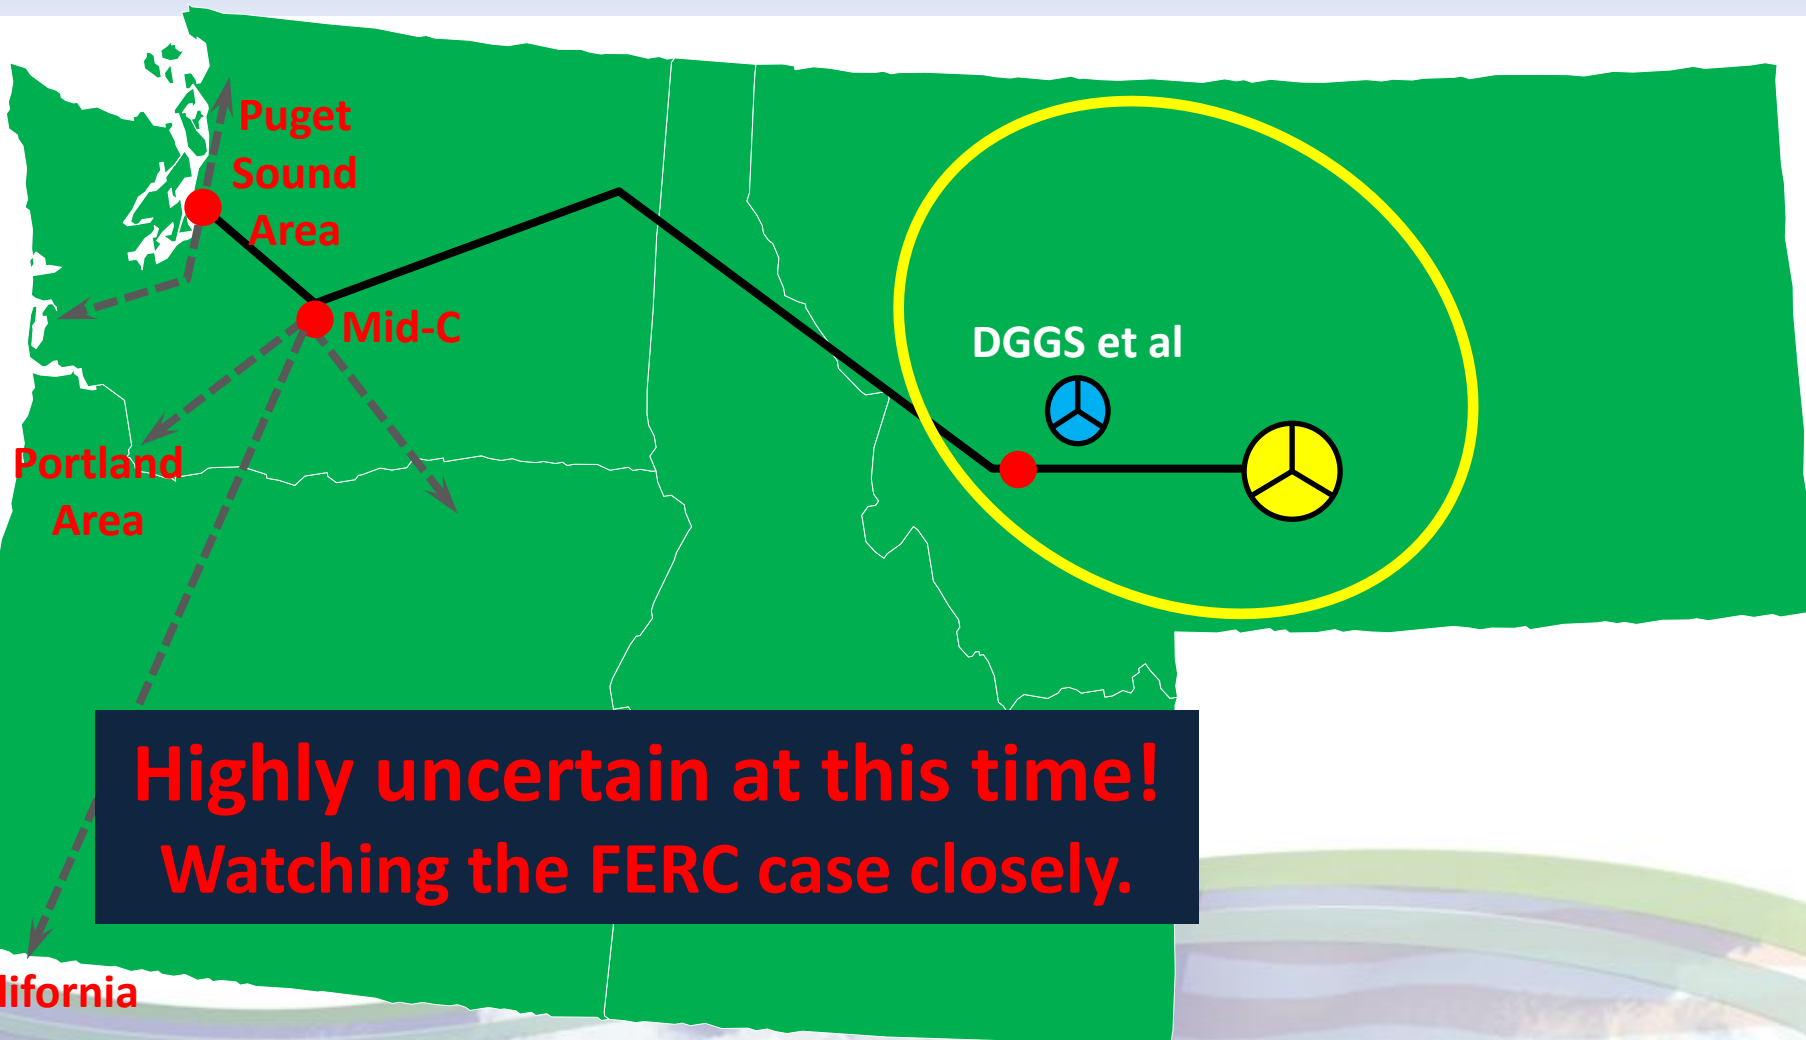 Puget
Sound
Area
Mid-C
DGGS et al
Portland
Area
Highly uncertain at this time!
Watching the FERC case closely.
lifornia